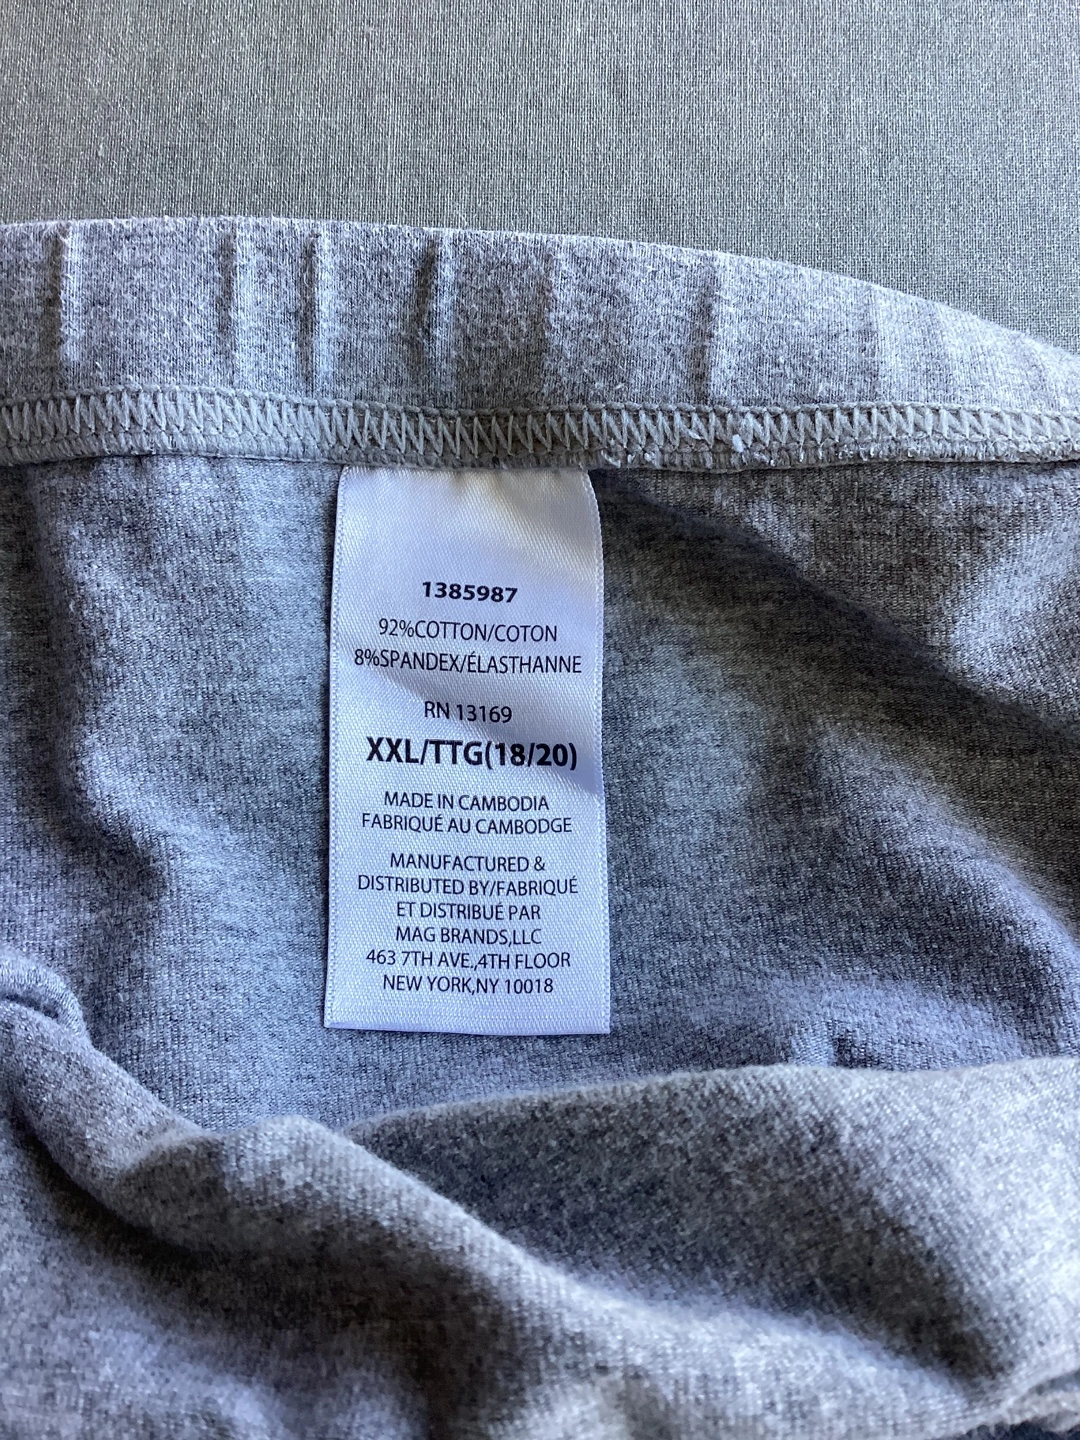 1385987
92%COTTON/COTON
8%SPANDEX/ÉLASTHANNE
RN 13169
XXL/TTG(18/20)
MADE IN CAMBODIA
FABRIQUÉ AU CAMBODGE
MANUFACTURED &
DISTRIBUTED BY/FABRIQUÉ
ET DISTRIBUÉ PAR
MAG BRANDS,LLC
463 7TH AVE.,4TH FLOOR
NEW YORK,NY 10018